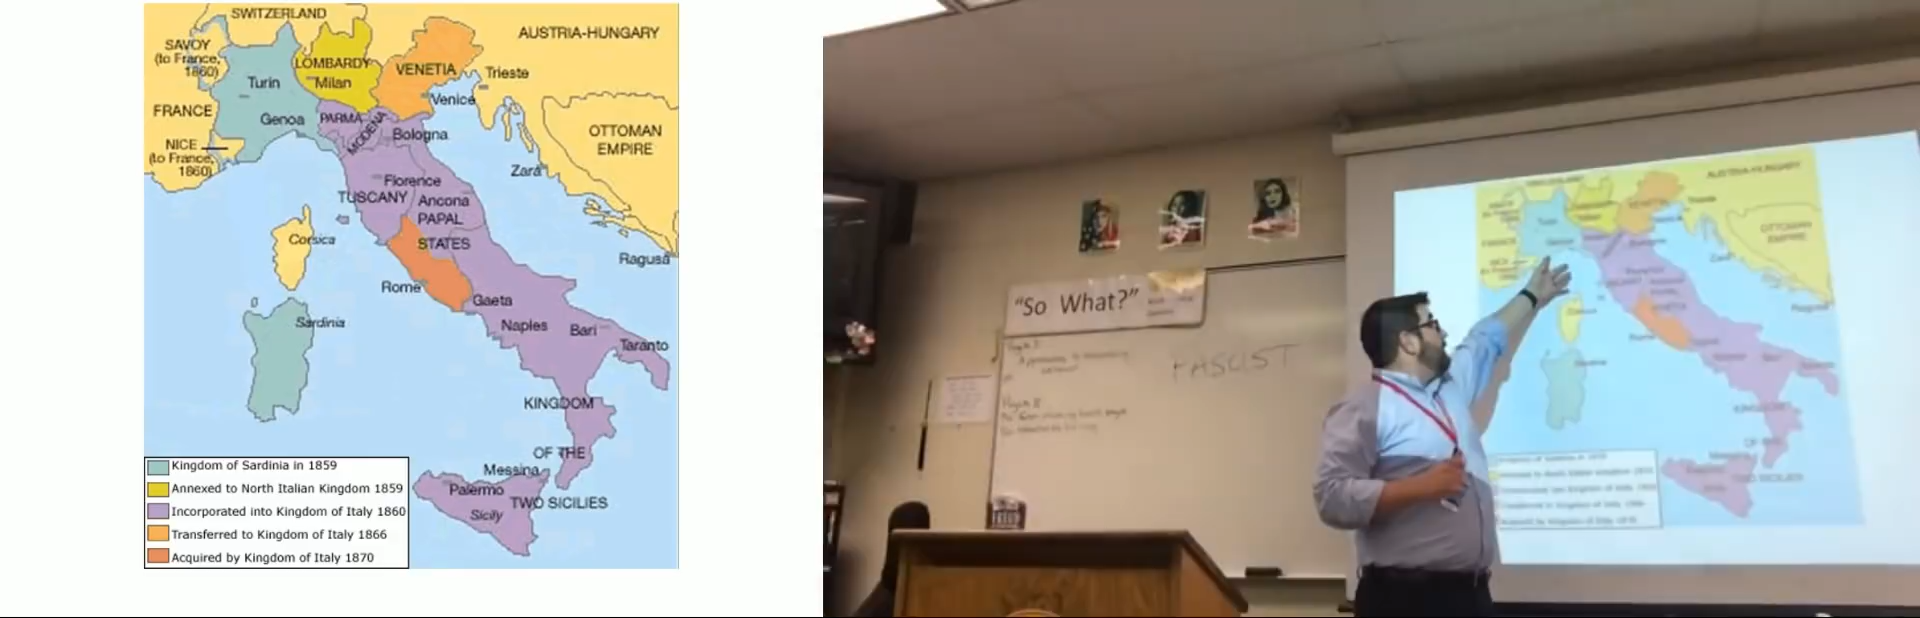 SWITZERLAND
SAVOY
(to France,
1860)
AUSTRIA-HUNGARY
LOMBARDY
Turin
Milan
VENETIA
Trieste
FRANCE
Venice
Genoa
PARMA
MODENA
Bologna
OTTOMAN
EMPIRE
NICE
(to France,
1860)
Zara
Florence
TUSCANY
Ancona
PAPAL
STATES
Corsica
Ragusa
Rome
Gaeta
Sardinia
Naples
Bari
Taranto
KINGDOM
OF THE
Messina
Palermo
TWO SICILIES
Sicily
Kingdom of Sardinia in 1859
Annexed to North Italian Kingdom 1859
Incorporated into Kingdom of Italy 1860
Transferred to Kingdom of Italy 1866
Acquired by Kingdom of Italy 1870
"So What?"
FASCIST
AUSTRIA-HUNGARY
OTTOMAN
EMPIRE